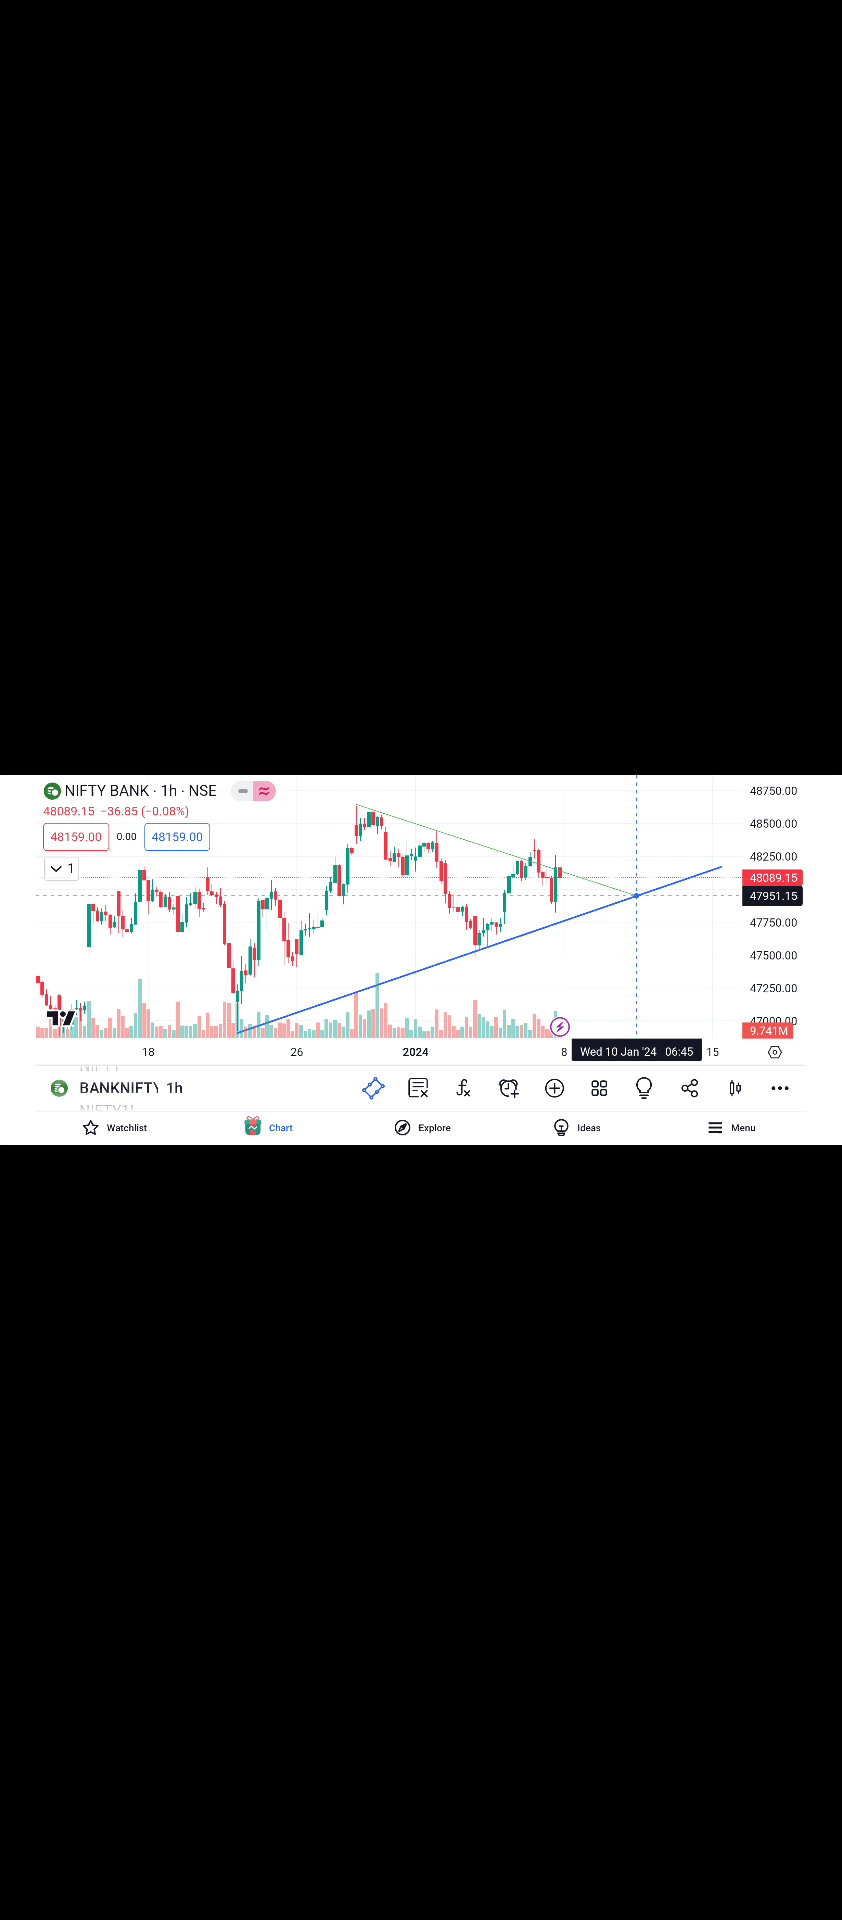 NIFTY BANK · 1h · NSE
48089.15 −36.85 (−0.08%)
48159.00 0.00 48159.00
1
48750.00
48500.00
48250.00
48089.15
47951.15
47750.00
47500.00
47250.00
47000.00
9.741M
18 26 2024 8 Wed 10 Jan '24 06:45 15
NIFTY
BANKNIFTY 1h
NIFTY1!
Watchlist Chart Explore Ideas Menu